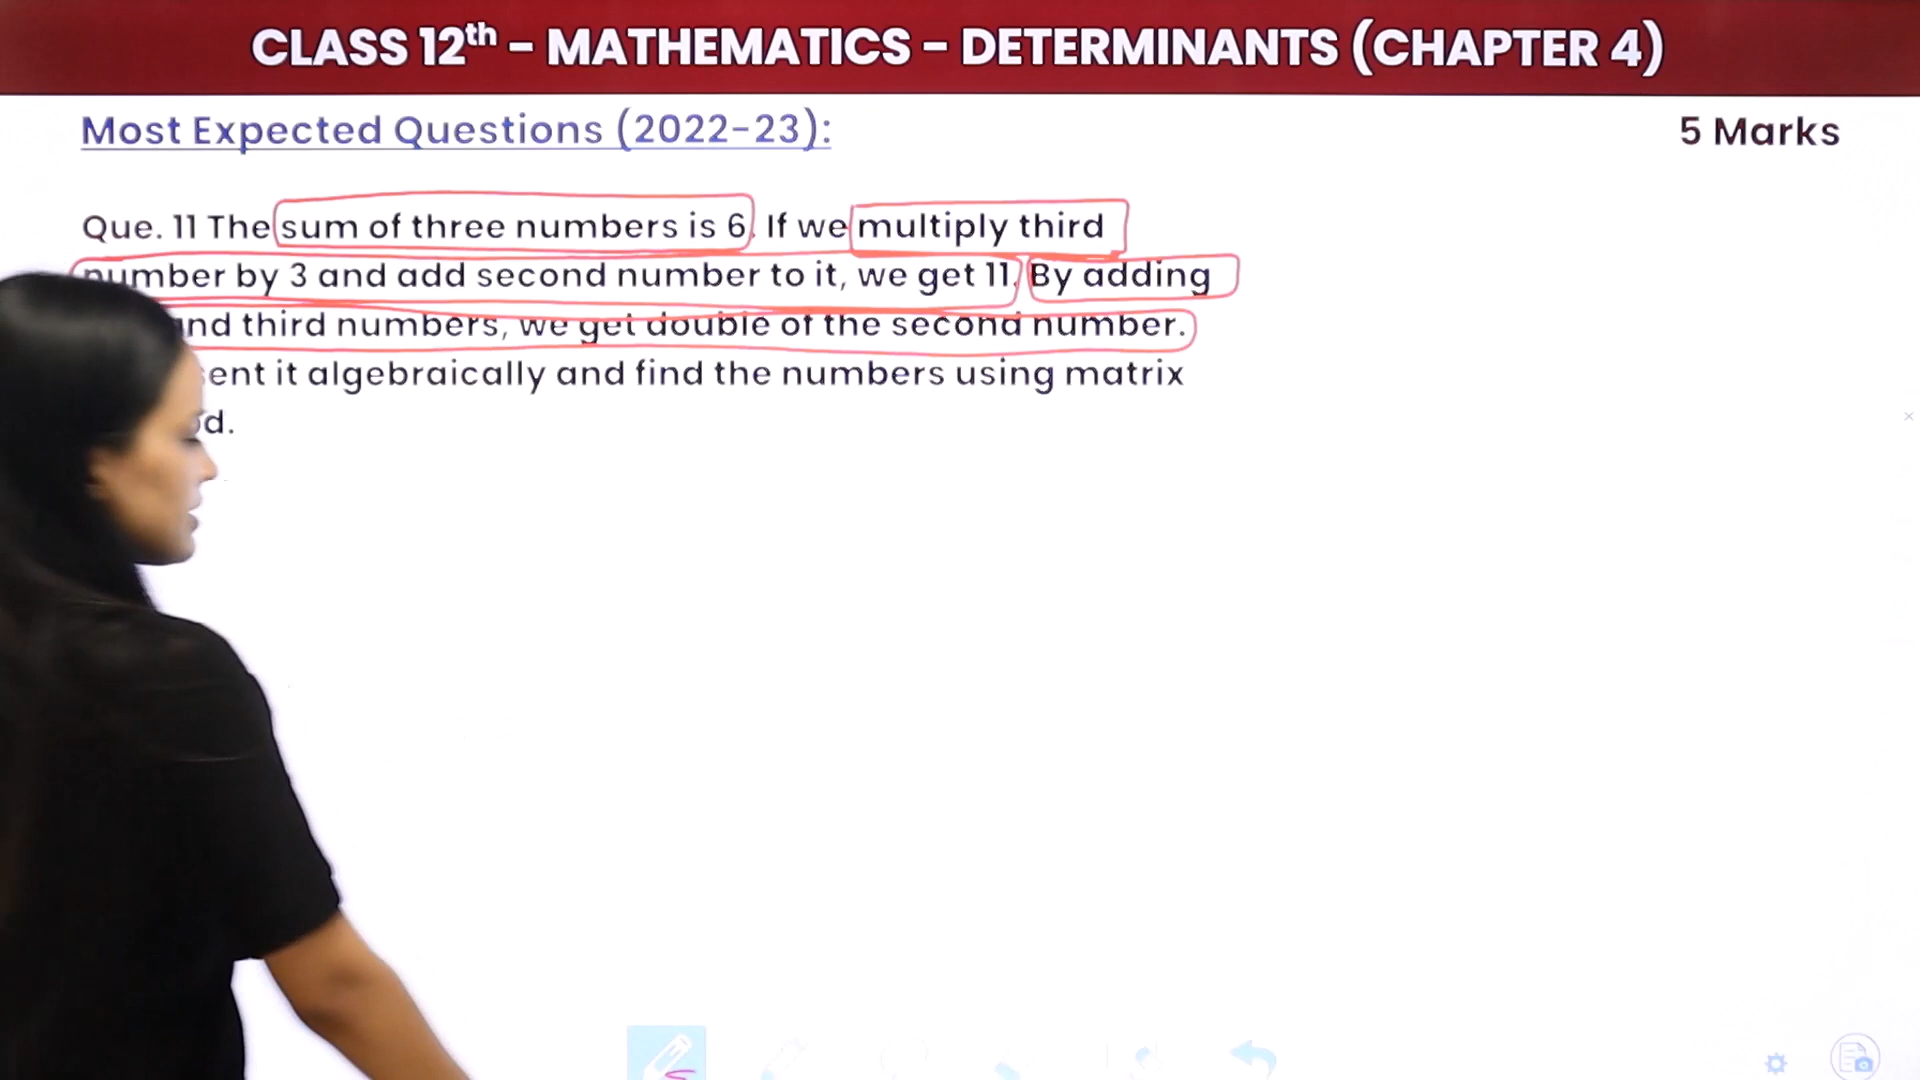 CLASS 12th – MATHEMATICS – DETERMINANTS (CHAPTER 4)
Most Expected Questions (2022-23):
5 Marks
Que. 11 The sum of three numbers is 6. If we multiply third
number by 3 and add second number to it, we get 11. By adding
and third numbers, we get double of the second number.
it algebraically and find the numbers using matrix